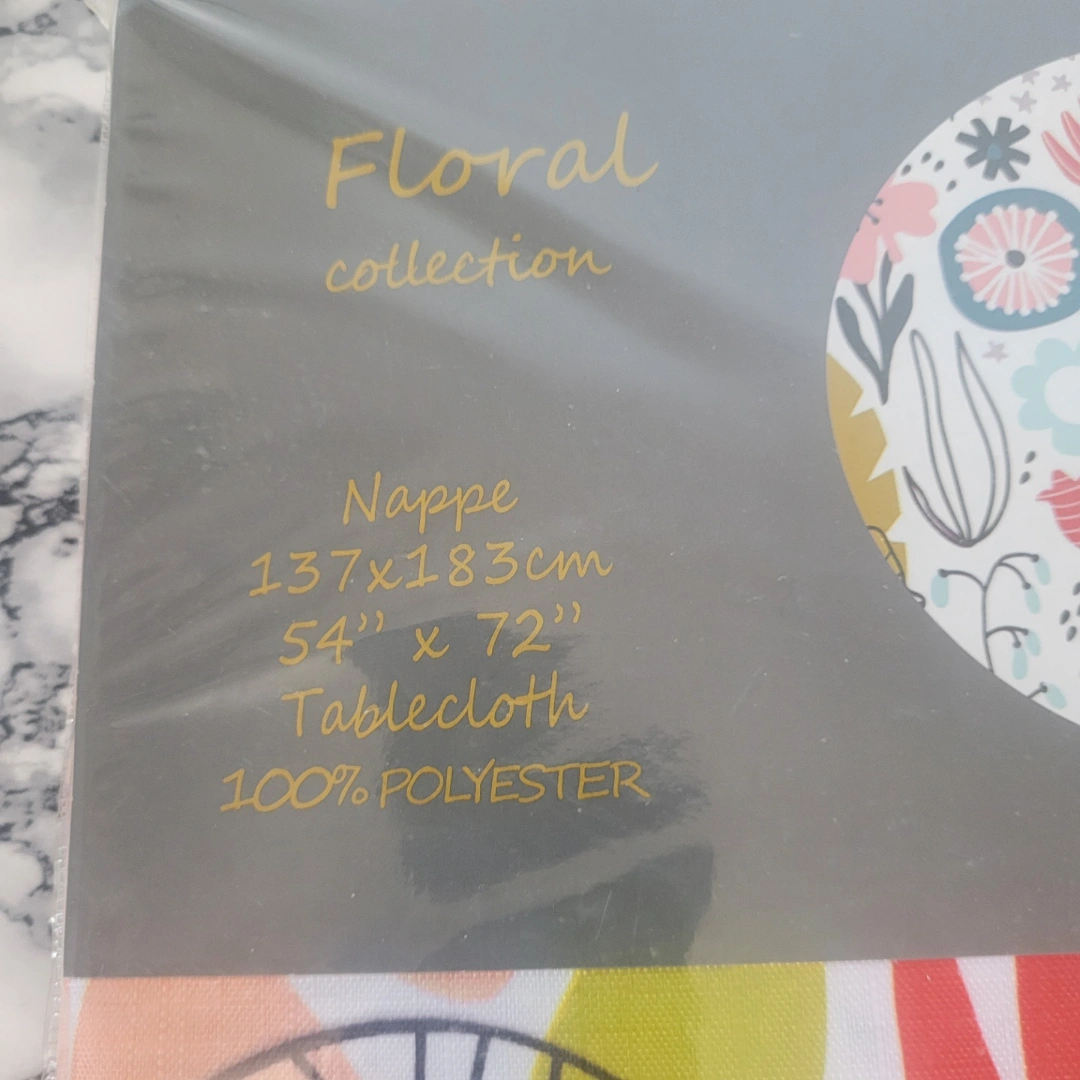 Floral
collection
Nappe
137x183cm
54” x 72”
Tablecloth
100% POLYESTER